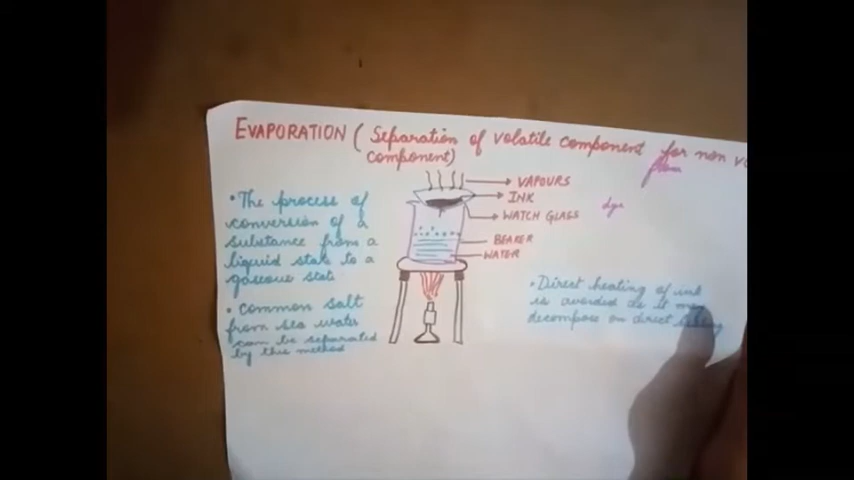 EVAPORATION ( Separation of volatile component for non
from
component)
VAPOURS
INK
WATCH GLASS
dye
BEAKER
WATER
• The process of
conversion of a
substance from a
liquid state to a
gaseous state
• Common salt
from sea water
can be separated
by this method
• Direct heating of ink
is avoided as it may
decompose on direct